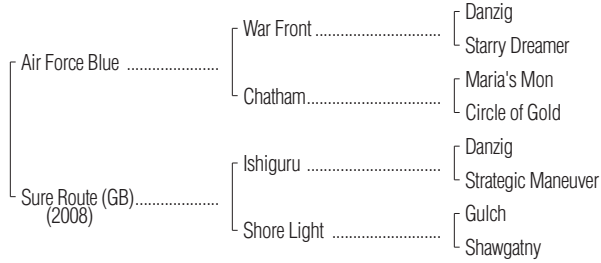 Air Force Blue ......................
War Front ..........................
Danzig
Starry Dreamer
Chatham................................
Maria's Mon
Circle of Gold
Sure Route (GB)....................
(2008)
Ishiguru ................................
Danzig
Strategic Maneuver
Shore Light ..........................
Gulch
Shawgatny